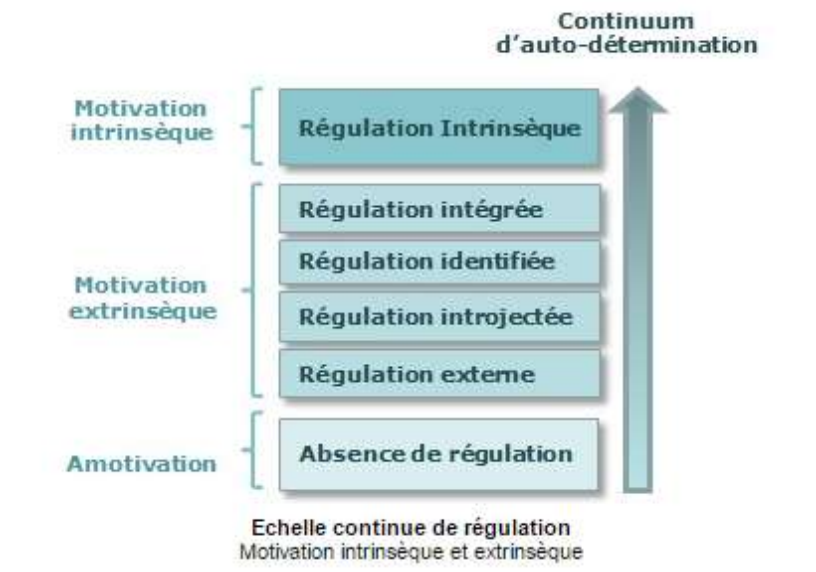 Continuum
d'auto-détermination
Motivation
intrinsèque
Régulation Intrinsèque
Régulation intégrée
Régulation identifiée
Motivation
extrinsèque
Régulation introjectée
Régulation externe
Amotivation
Absence de régulation
Echelle continue de régulation
Motivation intrinsèque et extrinsèque